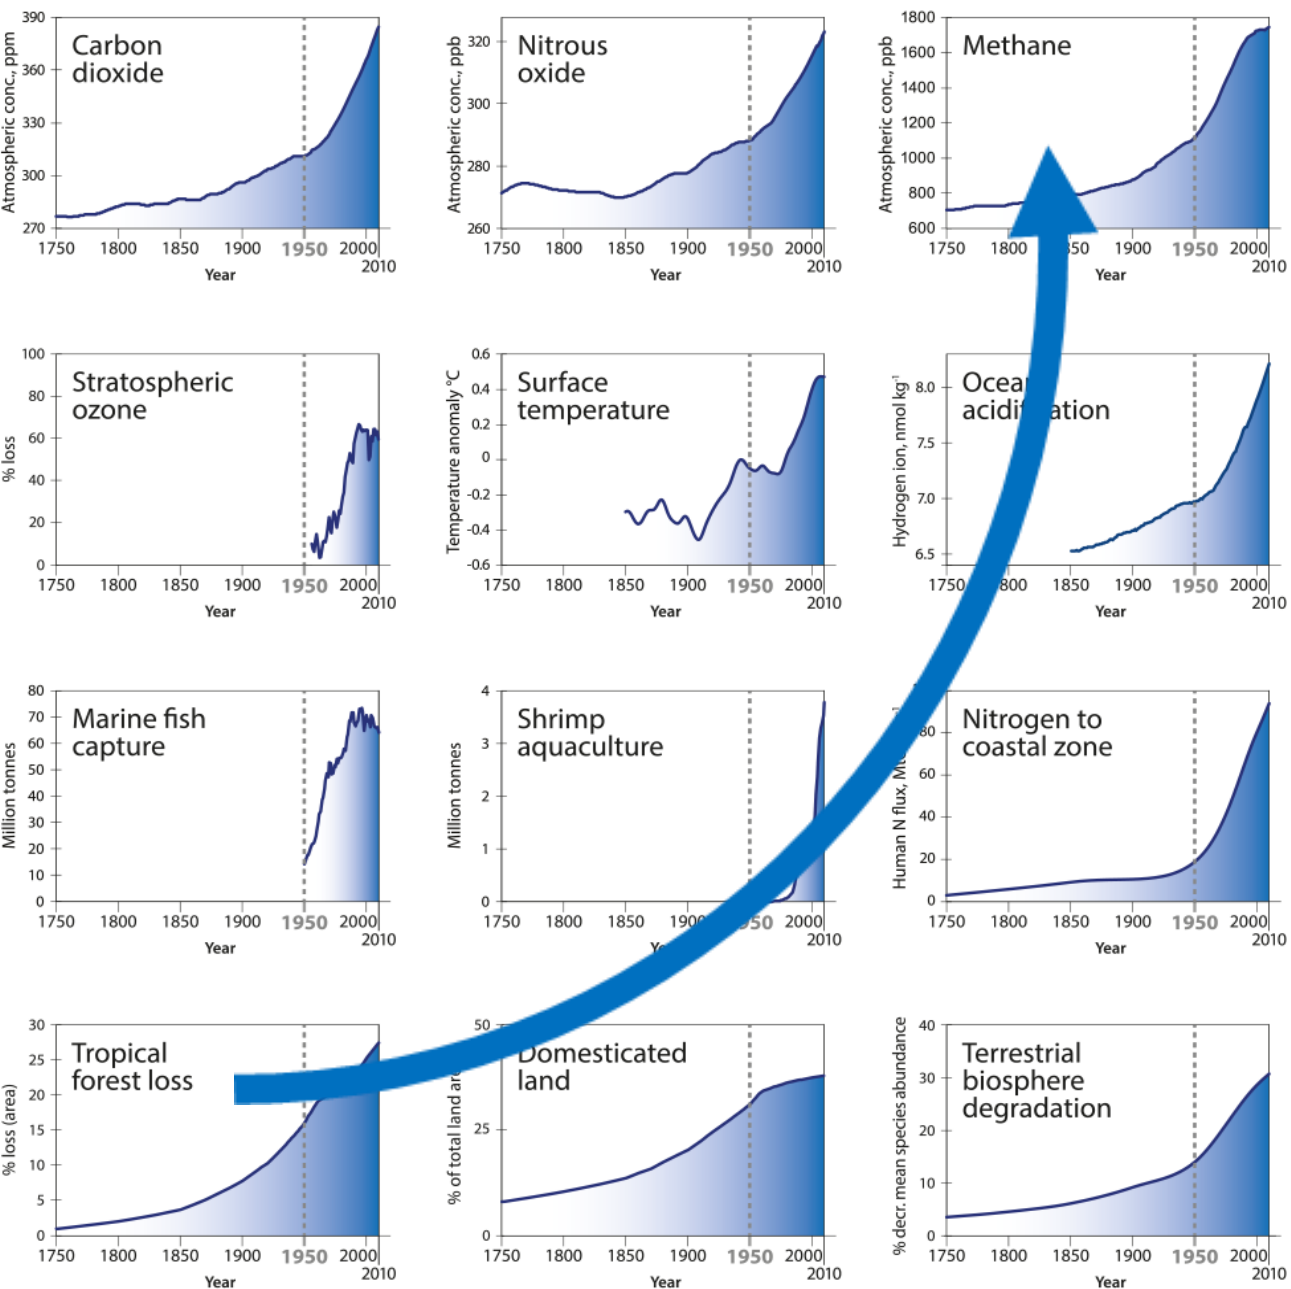 Carbon
dioxide
Atmospheric conc., ppm
390
360
330
300
270
1750 1800 1850 1900 1950 2000
2010
Year
Nitrous
oxide
Atmospheric conc., ppb
320
300
280
260
1750 1800 1850 1900 1950 2000
2010
Year
Methane
Atmospheric conc., ppb
1800
1600
1400
1200
1000
800
600
1750 1800 850 1900 1950 2000
2010
Year
Stratospheric
ozone
% loss
100
80
60
40
20
0
1750 1800 1850 1900 1950 2000
2010
Year
Surface
temperature
Temperature anomaly °C
0.6
0.4
0.2
0
-0.2
-0.4
-0.6
1750 1800 1850 1900 1950 2000
2010
Year
Ocean
acidification
Hydrogen ion, nmol kg-1
8.0
7.5
7.0
6.5
1750 1800 1850 1900 1950 2000
2010
Year
Marine fish
capture
Million tonnes
80
70
60
50
40
30
20
10
0
1750 1800 1850 1900 1950 2000
2010
Year
Shrimp
aquaculture
Million tonnes
4
3
2
1
0
1750 1800 1850 1900 1950 2000
2010
Year
Nitrogen to
coastal zone
Human N flux,
80
60
40
20
0
1750 1800 1850 1900 1950 2000
2010
Year
Tropical
forest loss
% loss (area)
30
25
20
15
10
5
0
1750 1800 1850 1900 1950 2000
2010
Year
Domesticated
land
% of total land area
50
25
0
1750 1800 1850 1900 1950 2000
2010
Year
Terrestrial
biosphere
degradation
% decr. mean species abundance
40
30
20
10
0
1750 1800 1850 1900 1950 2000
2010
Year